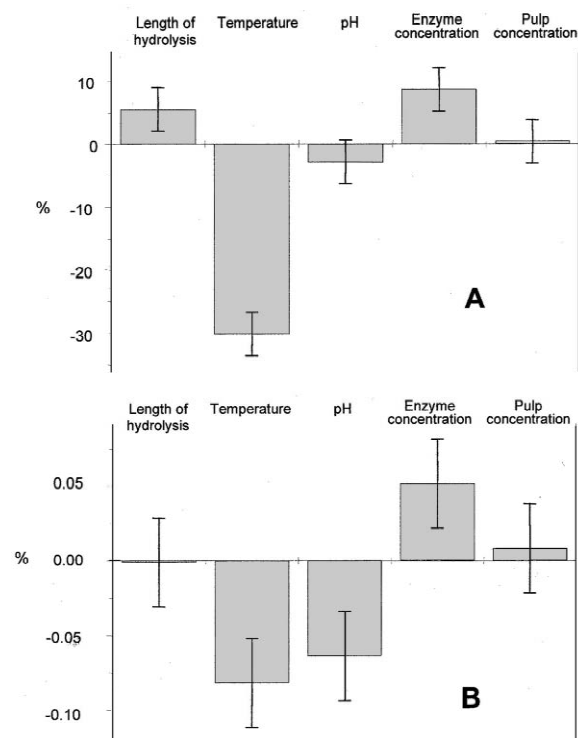 Length of hydrolysis
Temperature
pH
Enzyme concentration
Pulp concentration
10
0
%
-10
-20
-30
A
Length of hydrolysis
Temperature
pH
Enzyme concentration
Pulp concentration
0.05
%
0.00
-0.05
-0.10
B